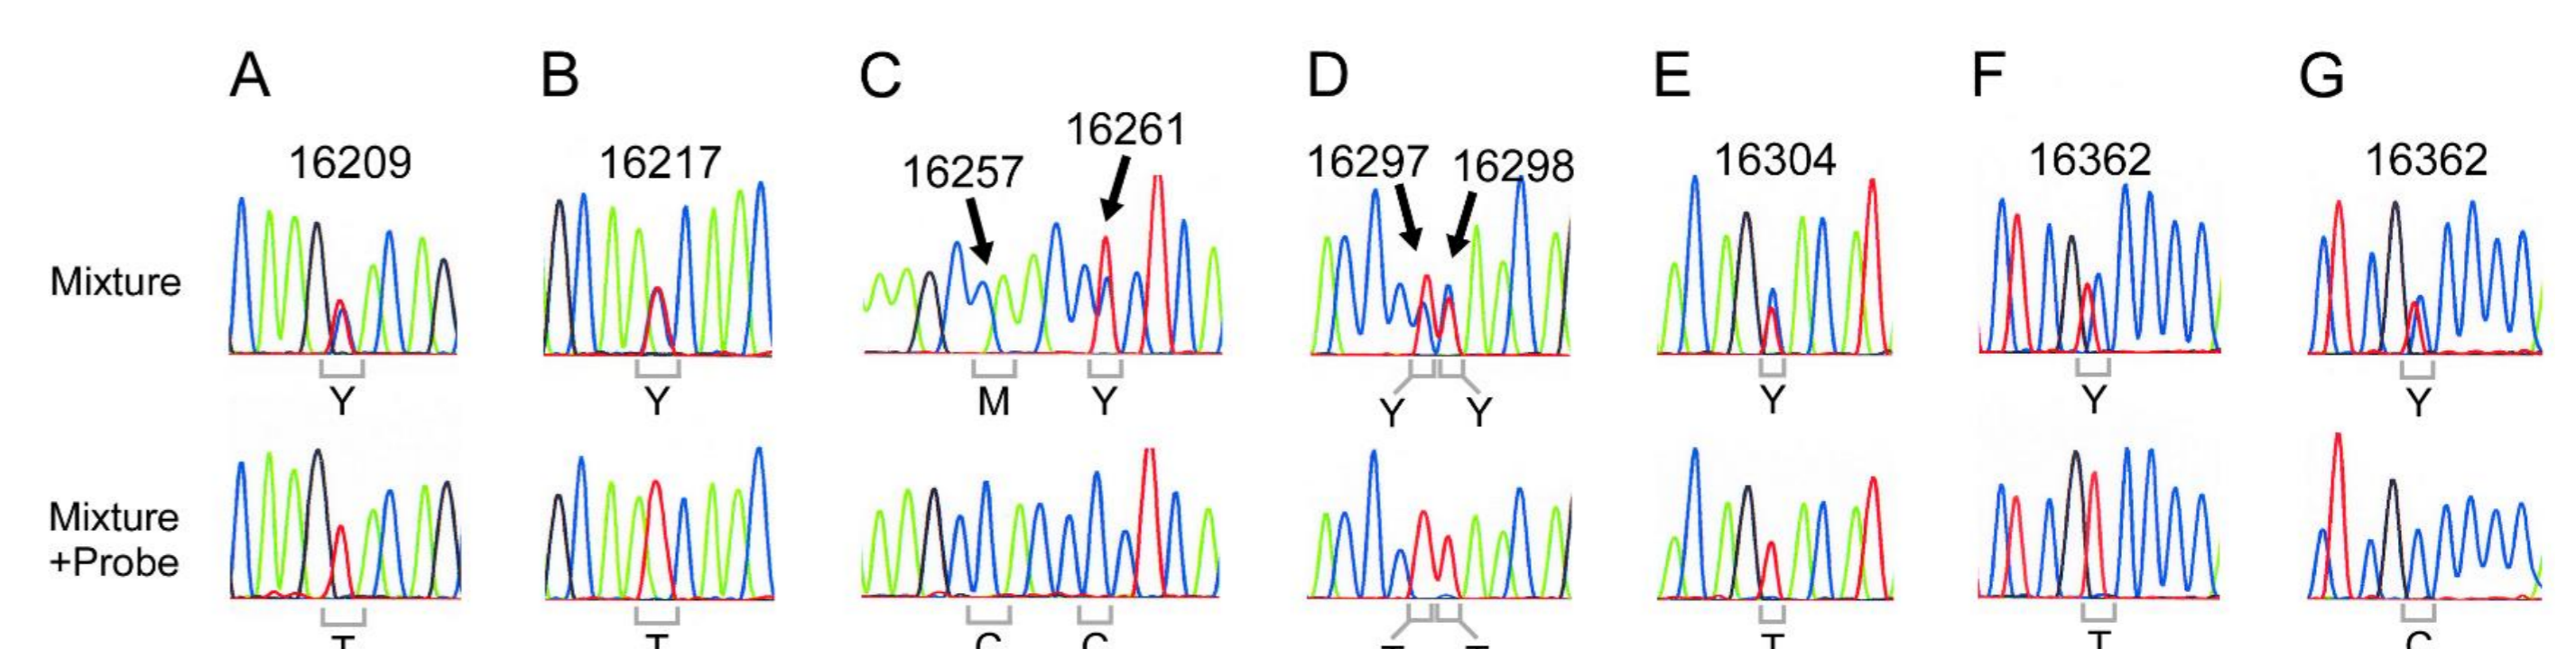 A B C D E F G
16209 16217 16257 16261 16297 16298 16304 16362 16362
Mixture
Y Y M Y Y Y Y Y Y
Mixture
+Probe
T T C C T T T T C